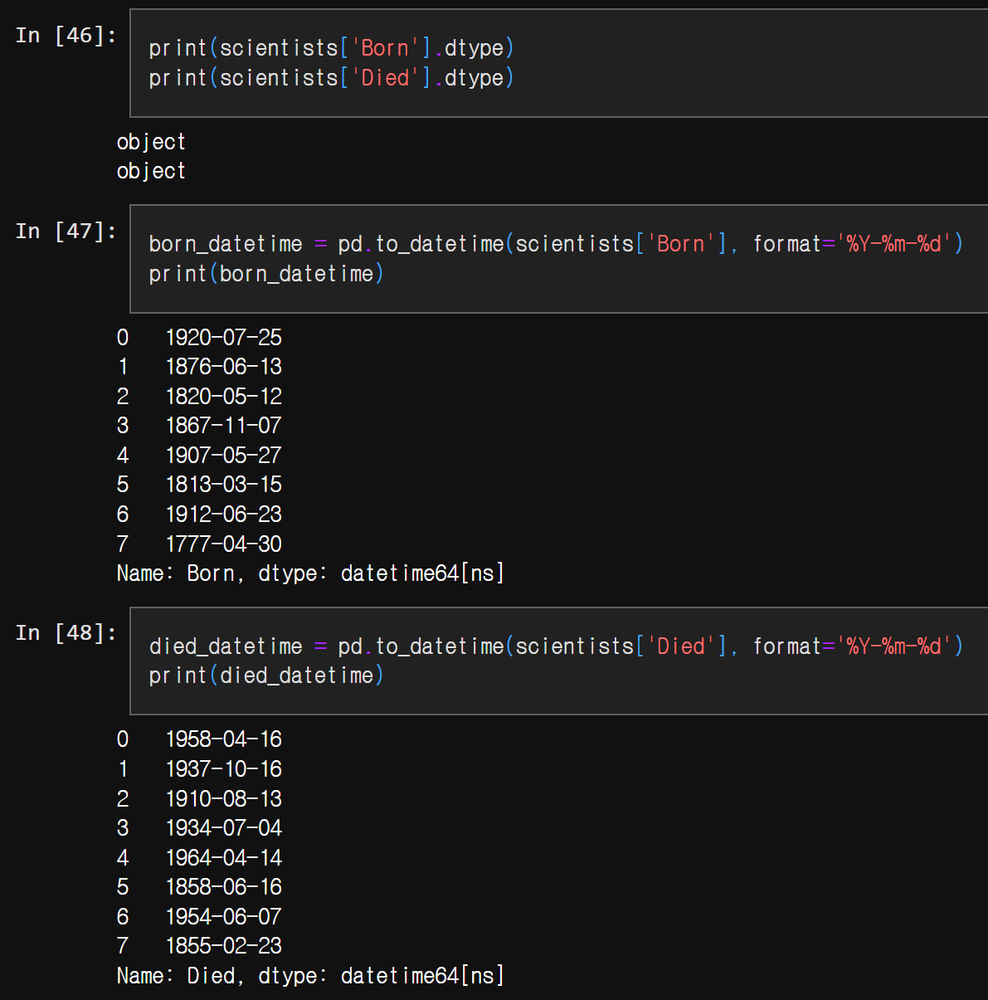 In [46]:
print(scientists['Born'].dtype)
print(scientists['Died'].dtype)
object
object
In [47]:
born_datetime = pd.to_datetime(scientists['Born'], format='%Y-%m-%d')
print(born_datetime)
0   1920-07-25
1   1876-06-13
2   1820-05-12
3   1867-11-07
4   1907-05-27
5   1813-03-15
6   1912-06-23
7   1777-04-30
Name: Born, dtype: datetime64[ns]
In [48]:
died_datetime = pd.to_datetime(scientists['Died'], format='%Y-%m-%d')
print(died_datetime)
0   1958-04-16
1   1937-10-16
2   1910-08-13
3   1934-07-04
4   1964-04-14
5   1858-06-16
6   1954-06-07
7   1855-02-23
Name: Died, dtype: datetime64[ns]